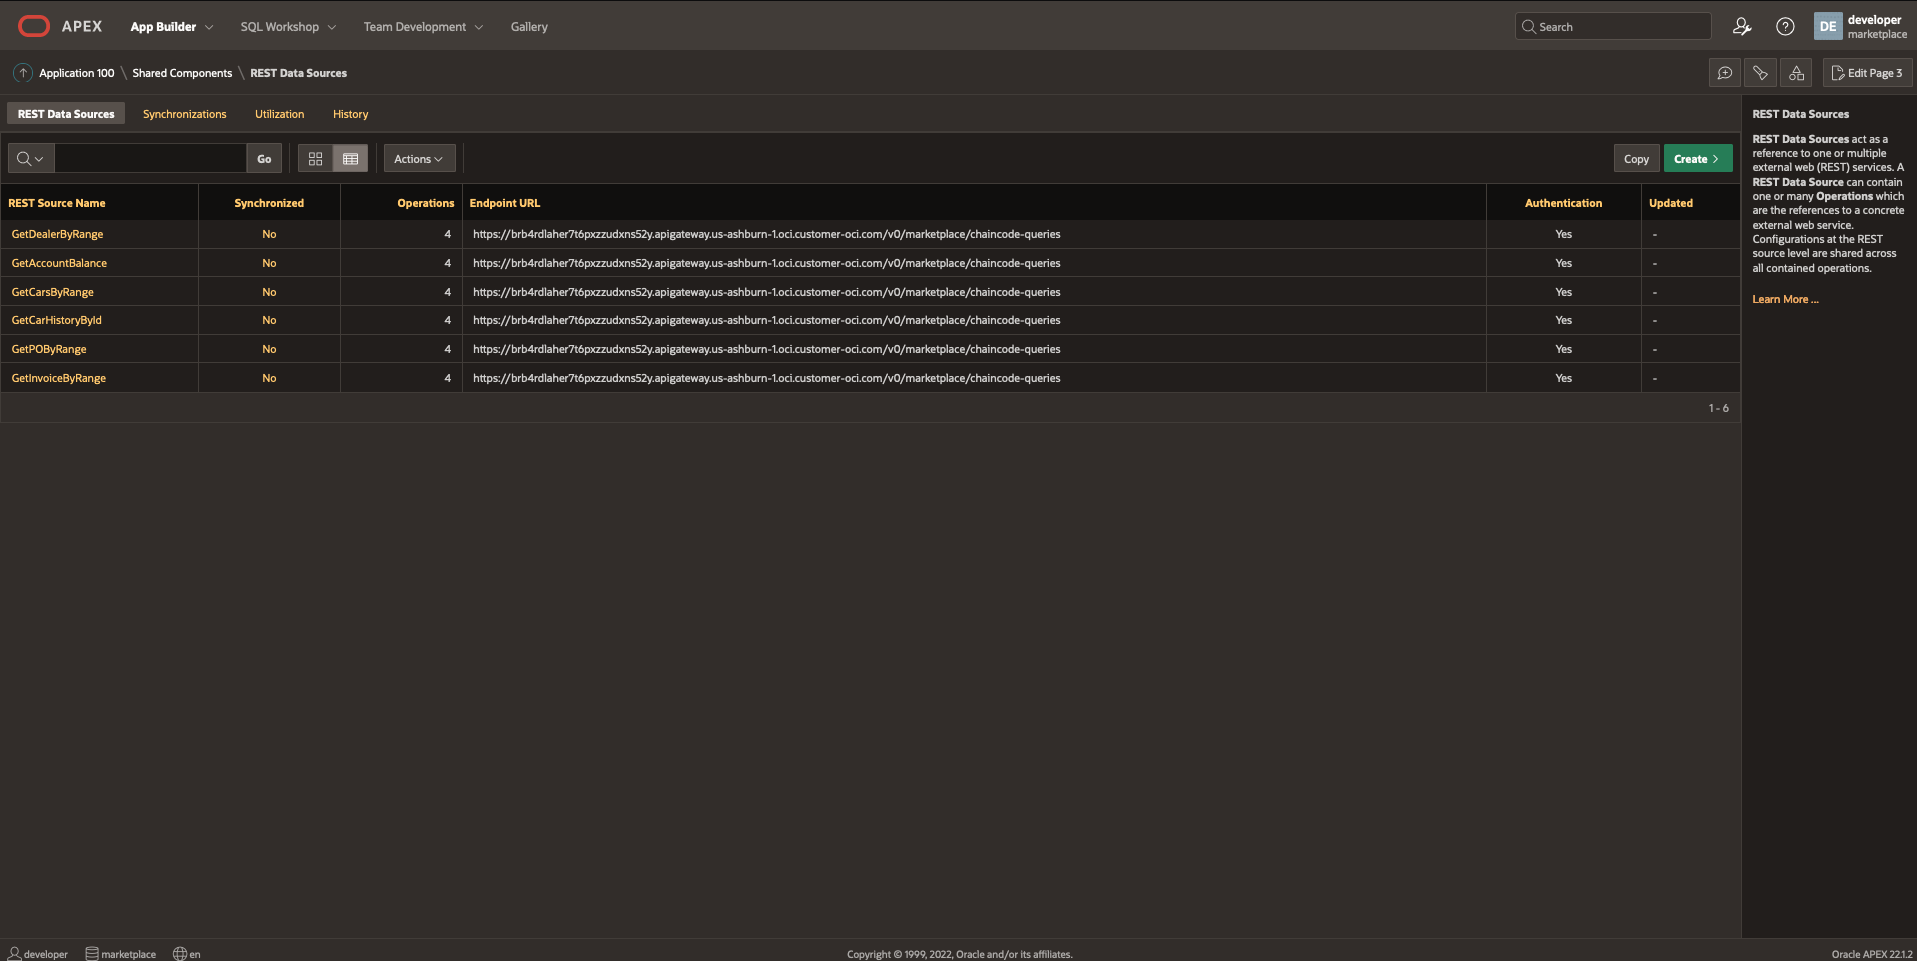 APEX App Builder SQL Workshop Team Development Gallery Search DE developer
marketplace
Application 100 \ Shared Components \ REST Data Sources Edit Page 3
REST Data Sources Synchronizations Utilization History
Go Actions Copy Create
REST Source Name Synchronized Operations Endpoint URL Authentication Updated
GetDealerByRange No 4 https://brb4rdlaher7t6pxzzudxns52y.apigateway.us-ashburn-1.oci.customer-oci.com/v0/marketplace/chaincode-queries Yes -
GetAccountBalance No 4 https://brb4rdlaher7t6pxzzudxns52y.apigateway.us-ashburn-1.oci.customer-oci.com/v0/marketplace/chaincode-queries Yes -
GetCarsByRange No 4 https://brb4rdlaher7t6pxzzudxns52y.apigateway.us-ashburn-1.oci.customer-oci.com/v0/marketplace/chaincode-queries Yes -
GetCarHistoryById No 4 https://brb4rdlaher7t6pxzzudxns52y.apigateway.us-ashburn-1.oci.customer-oci.com/v0/marketplace/chaincode-queries Yes -
GetPOByRange No 4 https://brb4rdlaher7t6pxzzudxns52y.apigateway.us-ashburn-1.oci.customer-oci.com/v0/marketplace/chaincode-queries Yes -
GetInvoiceByRange No 4 https://brb4rdlaher7t6pxzzudxns52y.apigateway.us-ashburn-1.oci.customer-oci.com/v0/marketplace/chaincode-queries Yes -
1 - 6
REST Data Sources
REST Data Sources act as a
reference to one or multiple
external web (REST) services. A
REST Data Source can contain
one or many Operations which
are the references to a concrete
external web service.
Configurations at the REST
source level are shared across
all contained operations.
Learn More ...
developer marketplace en Copyright © 1999, 2022, Oracle and/or its affiliates. Oracle APEX 22.1.2